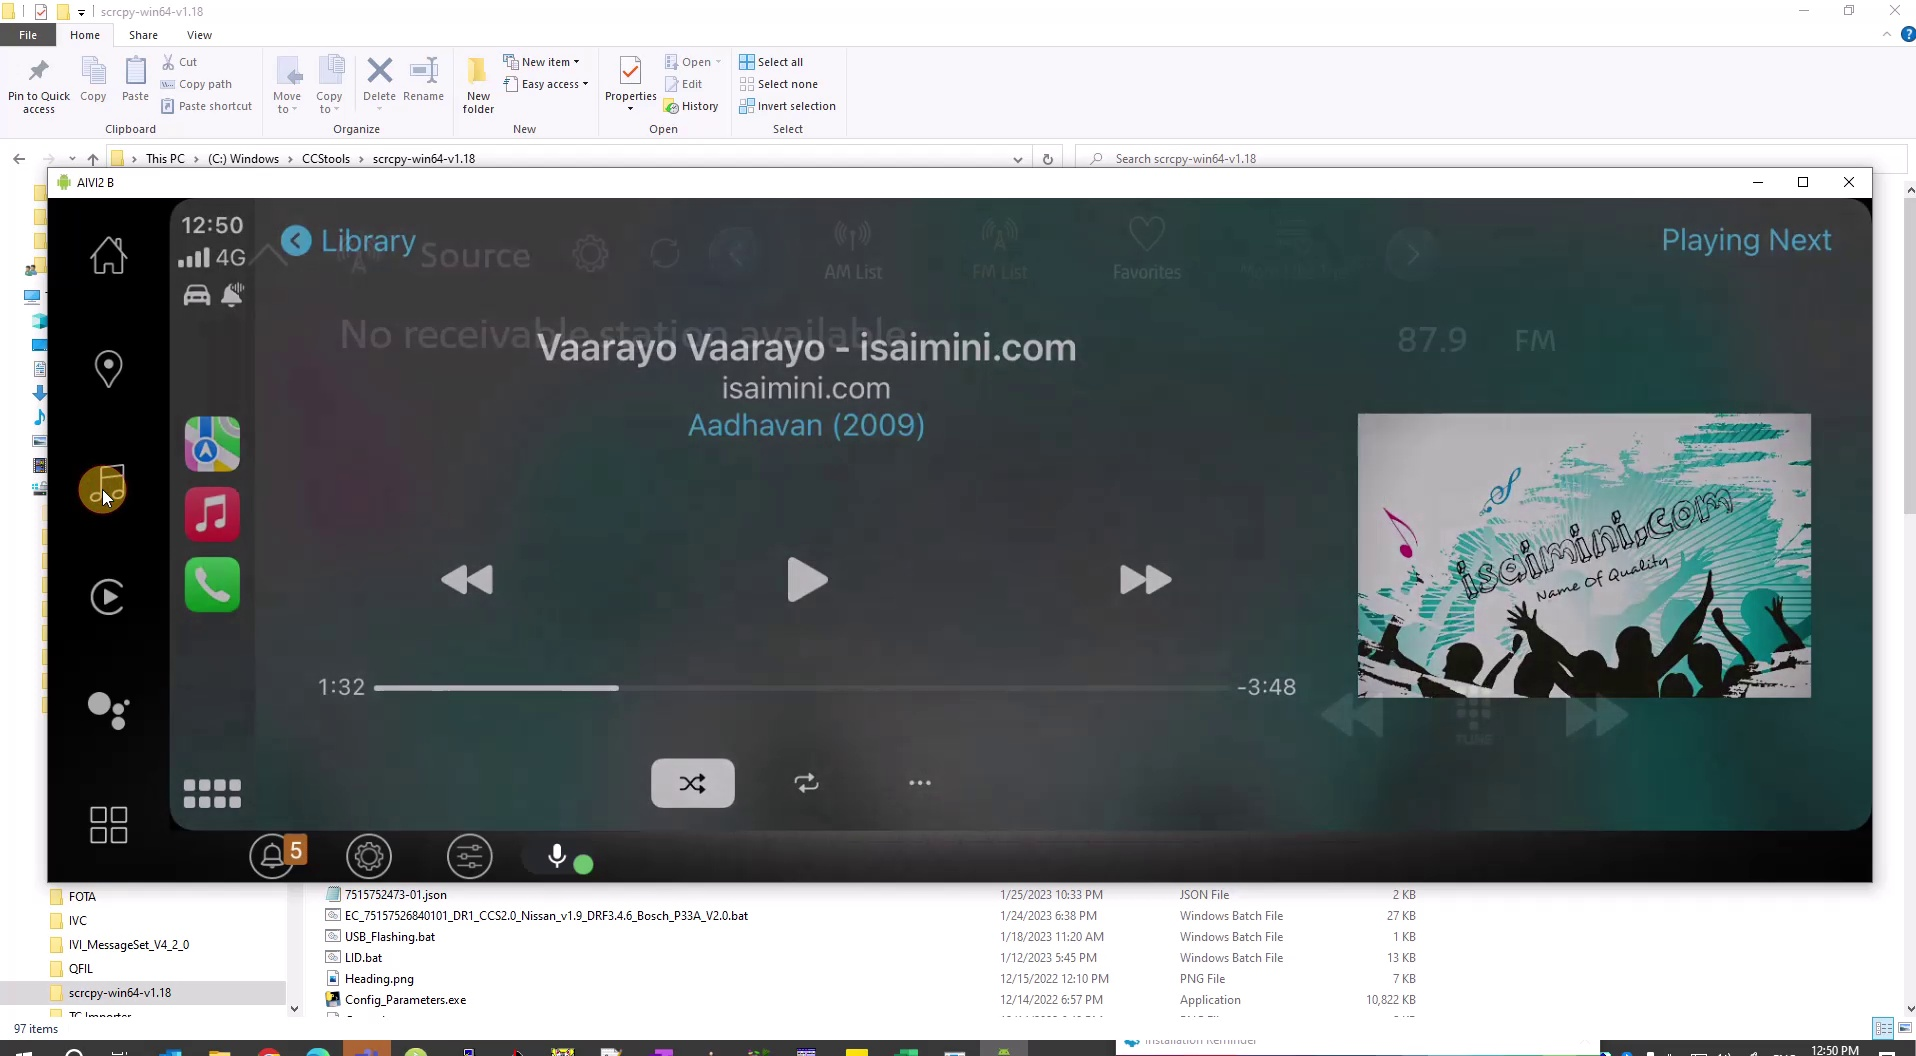 scrcpy-win64-v1.18
File
Home
Share
View
Pin to Quick access
Copy
Paste
Cut
Copy path
Paste shortcut
Clipboard
Move to
Copy to
Delete
Rename
Organize
New folder
New item
Easy access
New
Properties
Open
Edit
History
Open
Select all
Select none
Invert selection
Select
This PC > (C:) Windows > CCStools > scrcpy-win64-v1.18
Search scrcpy-win64-v1.18
AIVI2 B
12:50
4G
Library
Source
AM List
FM List
Favorites
Playing Next
No receivable station available
87.9 FM
Vaarayo Vaarayo - isaimini.com
isaimini.com
Aadhavan (2009)
isaimini.com
Name Of Quality
1:32
-3:48
TUNE
5
FOTA
IVC
IVI_MessageSet_V4_2_0
QFIL
scrcpy-win64-v1.18
TC Importer
7515752473-01.json 1/25/2023 10:33 PM JSON File 2 KB
EC_75157526840101_DR1_CCS2.0_Nissan_v1.9_DRF3.4.6_Bosch_P33A_V2.0.bat 1/24/2023 6:38 PM Windows Batch File 27 KB
USB_Flashing.bat 1/18/2023 11:20 AM Windows Batch File 1 KB
LID.bat 1/12/2023 5:45 PM Windows Batch File 13 KB
Heading.png 12/15/2022 12:10 PM PNG File 7 KB
Config_Parameters.exe 12/14/2022 6:57 PM Application 10,822 KB
97 items
Installation Reminder
12:50 PM